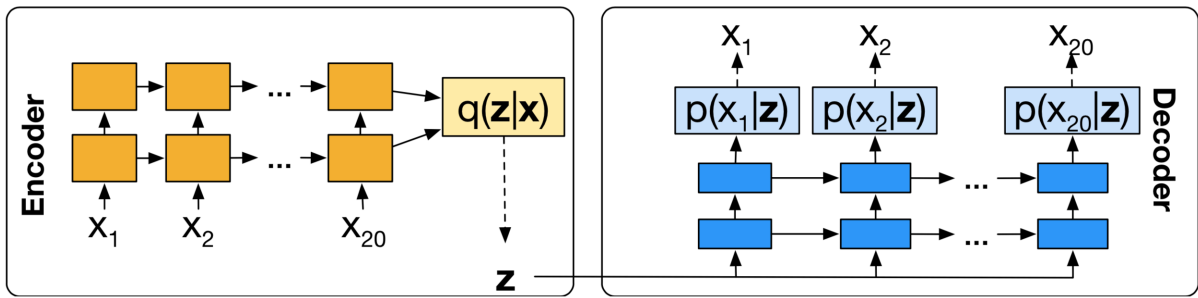 Encoder
...
...
q(z|x)
x₁ x₂ x₂₀
z
x₁ x₂ x₂₀
p(x₁|z) p(x₂|z) p(x₂₀|z)
...
...
Decoder